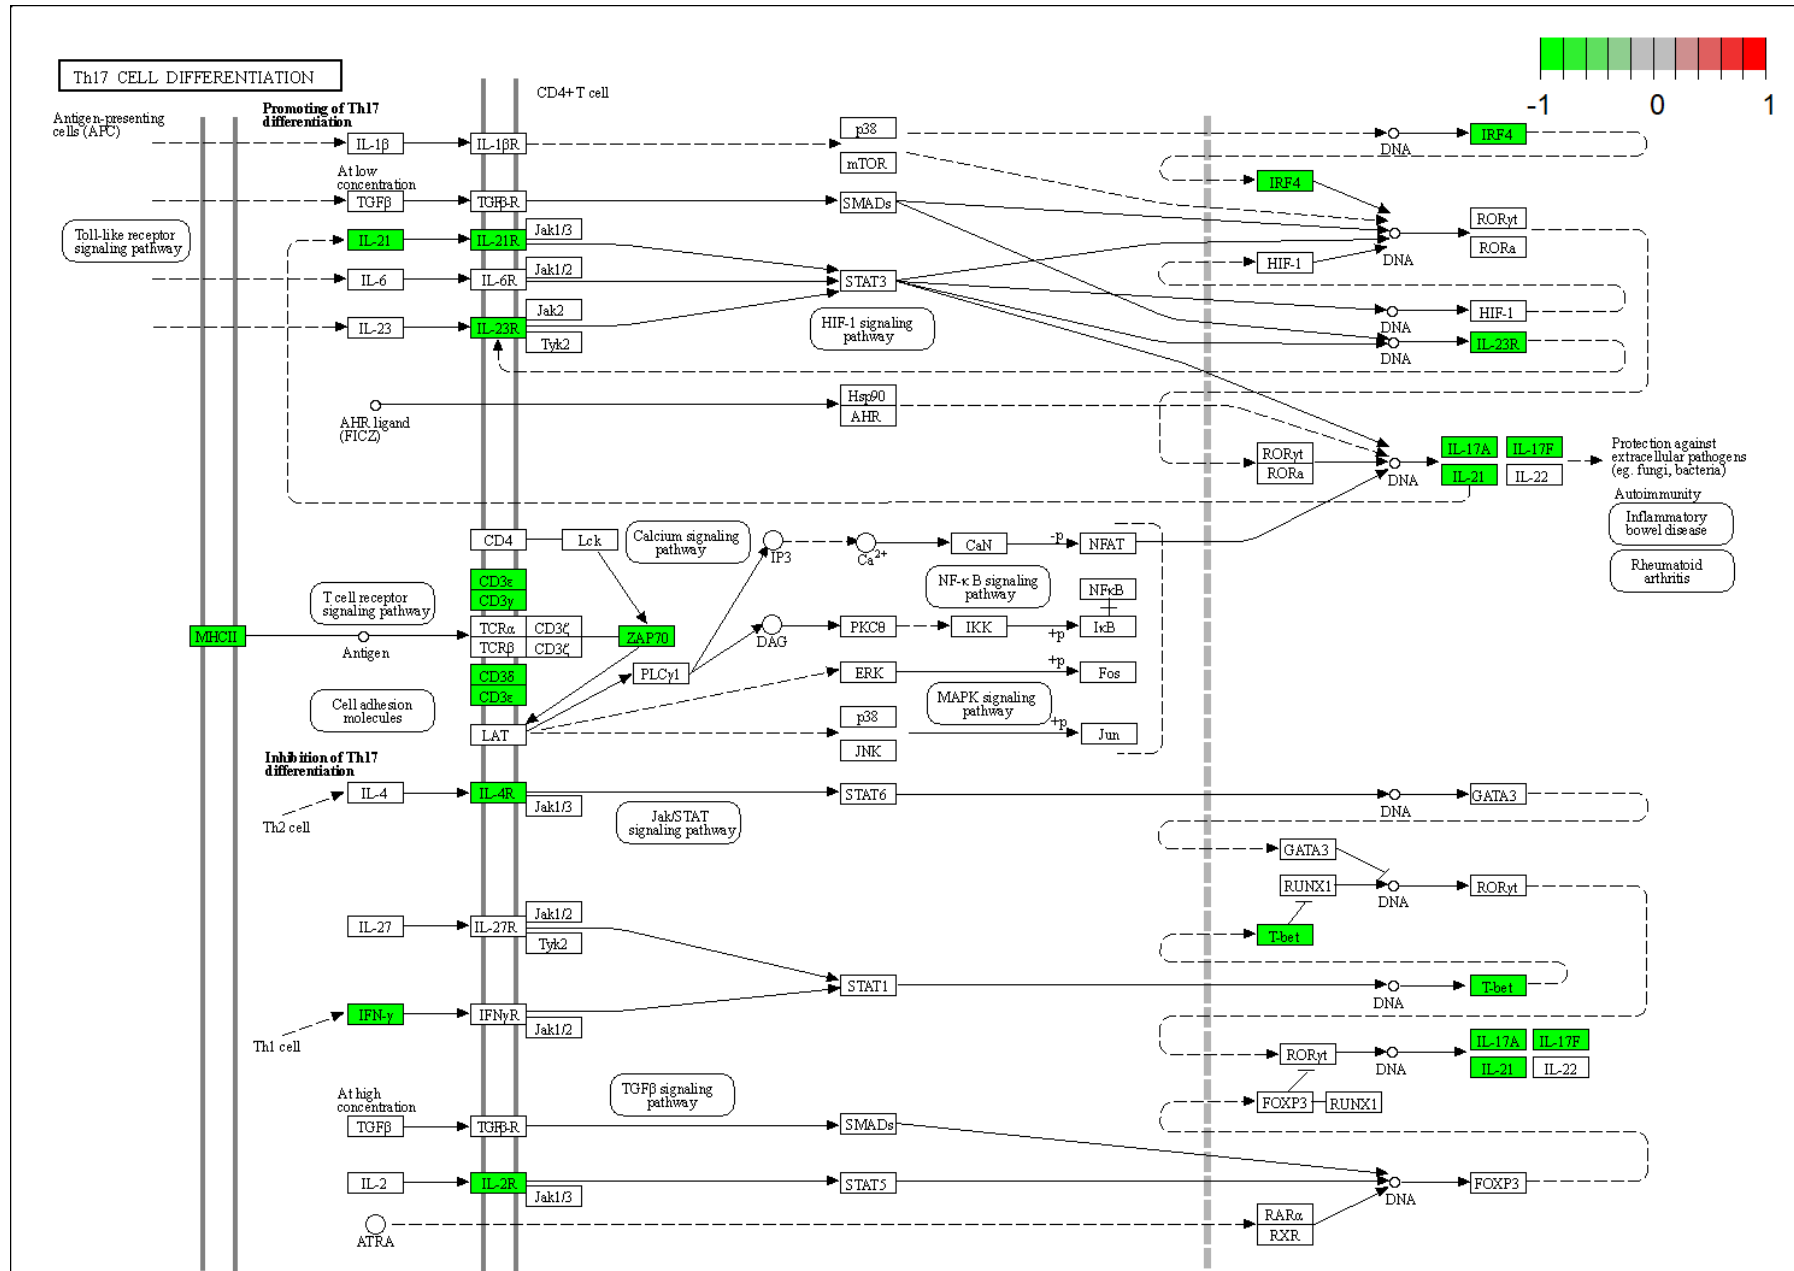 Th17 CELL DIFFERENTIATION
CD4+ T cell
-1 0 1
Antigen-presenting
cells (APC)
Promoting of Th17
differentiation
IL-1β
IL-1βR
p38
mTOR
DNA
IRF4
IRF4
At low
concentration
TGFβ
TGFβ-R
SMADs
RORγt
RORa
DNA
Toll-like receptor
signaling pathway
IL-21
IL-21R
Jak1/3
IL-6
IL-6R
Jak1/2
STAT3
HIF-1
IL-23
IL-23R
Jak2
Tyk2
HIF-1 signaling
pathway
DNA
HIF-1
DNA
IL-23R
AHR ligand
(FICZ)
Hsp90
AHR
RORγt
RORa
DNA
IL-17A
IL-17F
IL-21
IL-22
Protection against
extracellular pathogens
(eg. fungi, bacteria)
Autoimmunity
Inflammatory
bowel disease
Rheumatoid
arthritis
CD4
Lck
Calcium signaling
pathway
IP3
Ca2+
CaN
-p
NFAT
CD3ε
CD3γ
T cell receptor
signaling pathway
NF-κB signaling
pathway
NFκB
MHCII
Antigen
TCRα
CD3ζ
TCRβ
CD3ζ
ZAP70
DAG
PKCθ
IKK
+p
IκB
CD3δ
CD3ε
PLCγ1
ERK
+p
Fos
Cell adhesion
molecules
LAT
p38
JNK
MAPK signaling
pathway
+p
Jun
Inhibition of Th17
differentiation
IL-4
IL-4R
Jak1/3
STAT6
DNA
GATA3
Th2 cell
Jak/STAT
signaling pathway
GATA3
RUNX1
DNA
RORγt
IL-27
IL-27R
Jak1/2
Tyk2
T-bet
STAT1
DNA
T-bet
IFN-γ
IFNγR
Jak1/2
Th1 cell
RORγt
DNA
IL-17A
IL-17F
IL-21
IL-22
TGFβ signaling
pathway
FOXP3
RUNX1
At high
concentration
TGFβ
TGFβ-R
SMADs
IL-2
IL-2R
Jak1/3
STAT5
DNA
FOXP3
ATRA
RARα
RXR